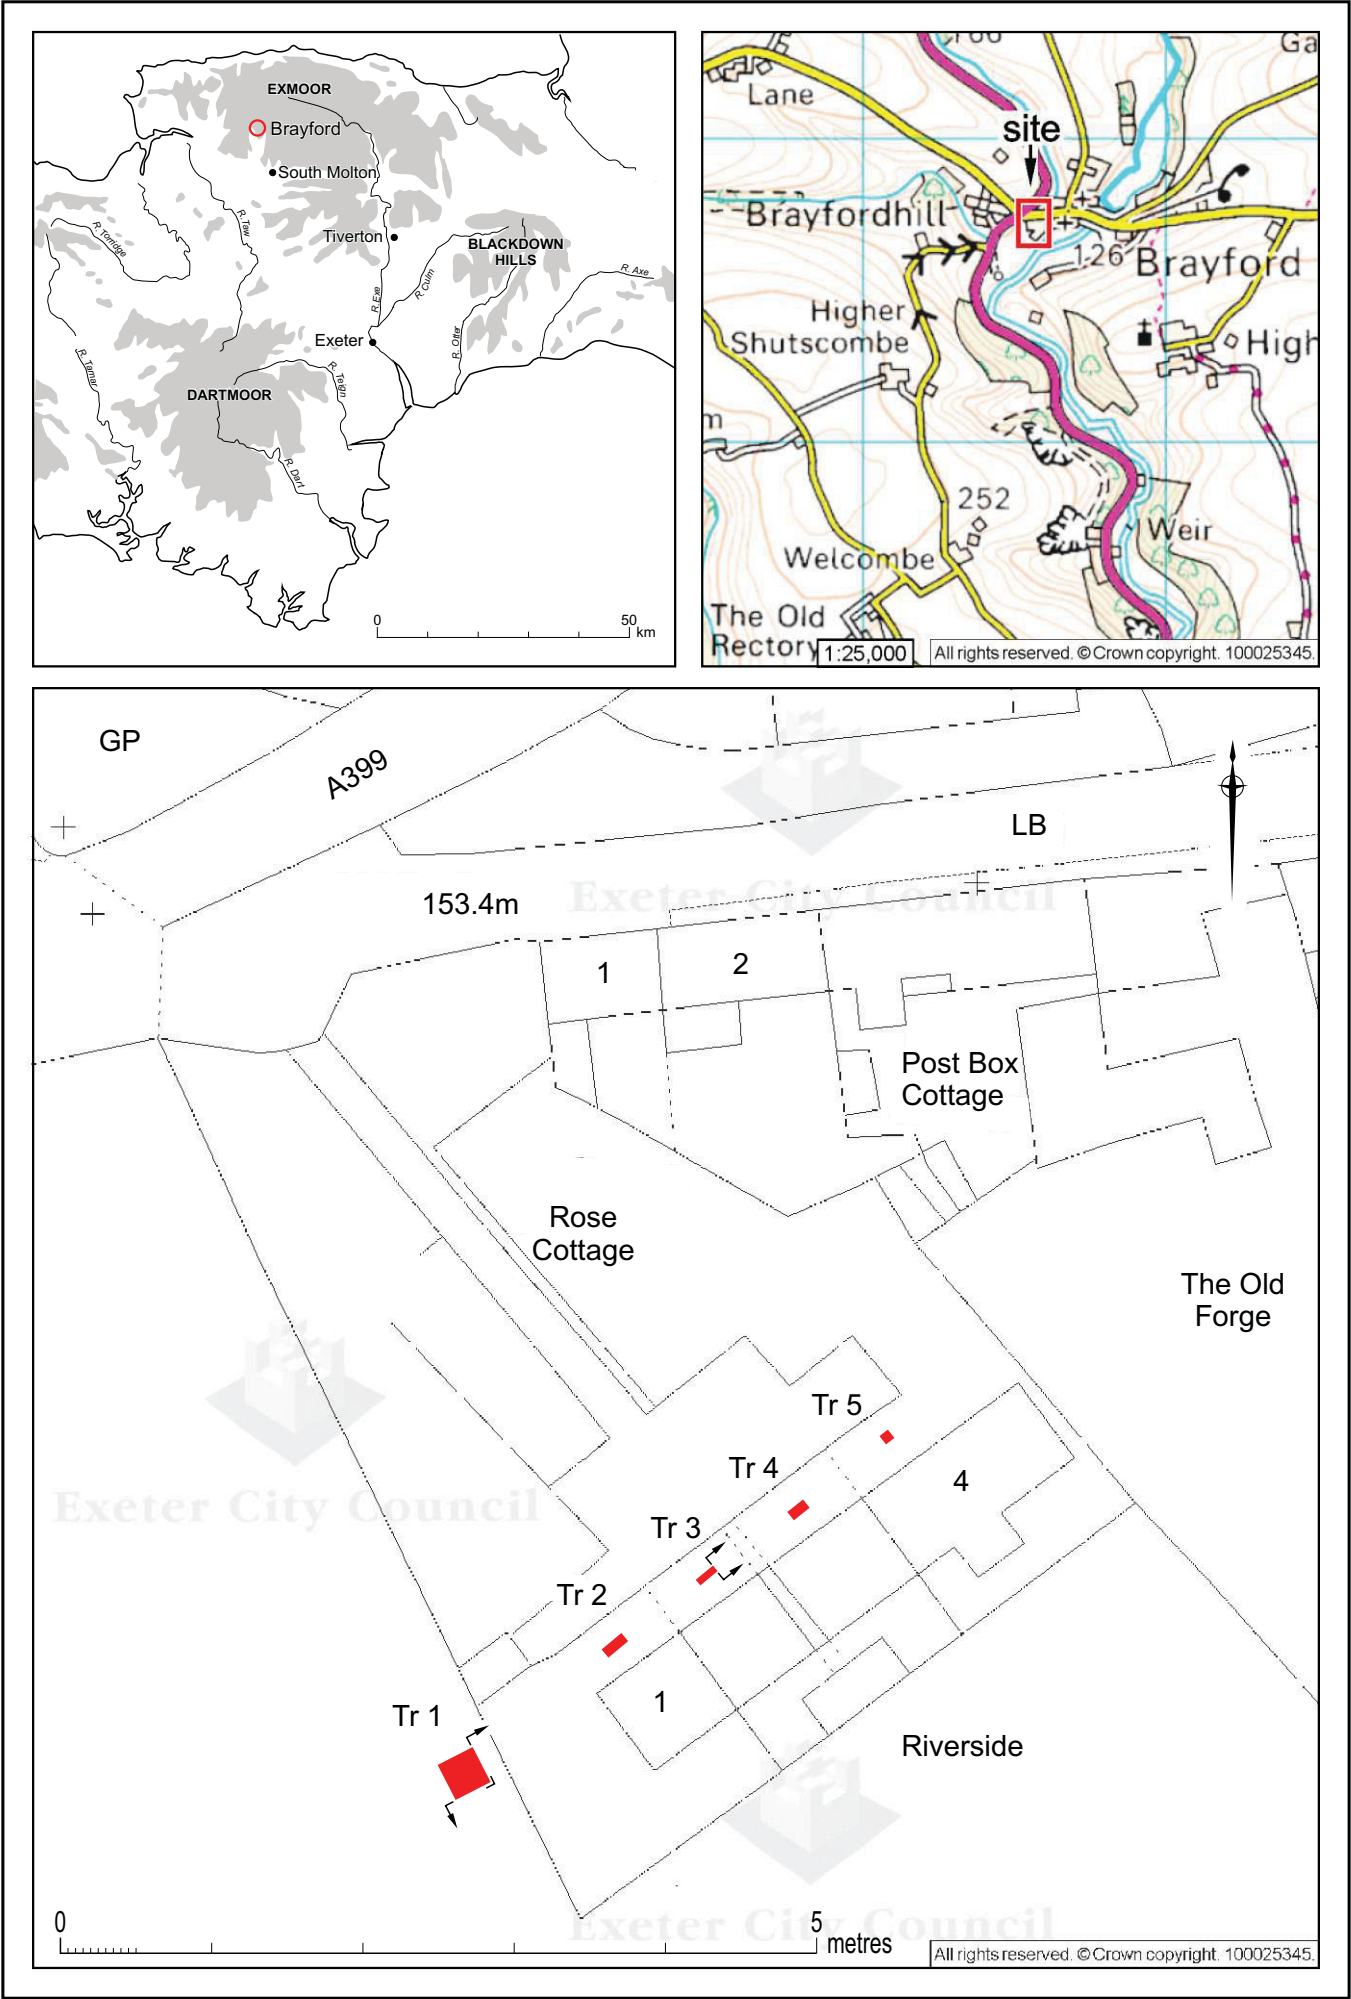 EXMOOR
Brayford
South Molton
R. Torridge
R. Taw
Tiverton
BLACKDOWN
HILLS
R. Exe
R. Culm
R. Axe
R. Otter
Exeter
R. Tamar
R. Teign
DARTMOOR
R. Dart
0
50
km
166
Ga
Lane
site
Brayfordhill
126
Brayford
Higher
Shutscombe
High
m
252
Weir
Welcombe
The Old
Rectory
1:25,000
All rights reserved. © Crown copyright. 100025345.
GP
A399
LB
153.4m
Exeter City Council
1
2
Post Box
Cottage
Rose
Cottage
The Old
Forge
Tr 5
Tr 4
4
Exeter City Council
Tr 3
Tr 2
1
Tr 1
Riverside
0
5
metres
Exeter City Council
All rights reserved. © Crown copyright. 100025345.